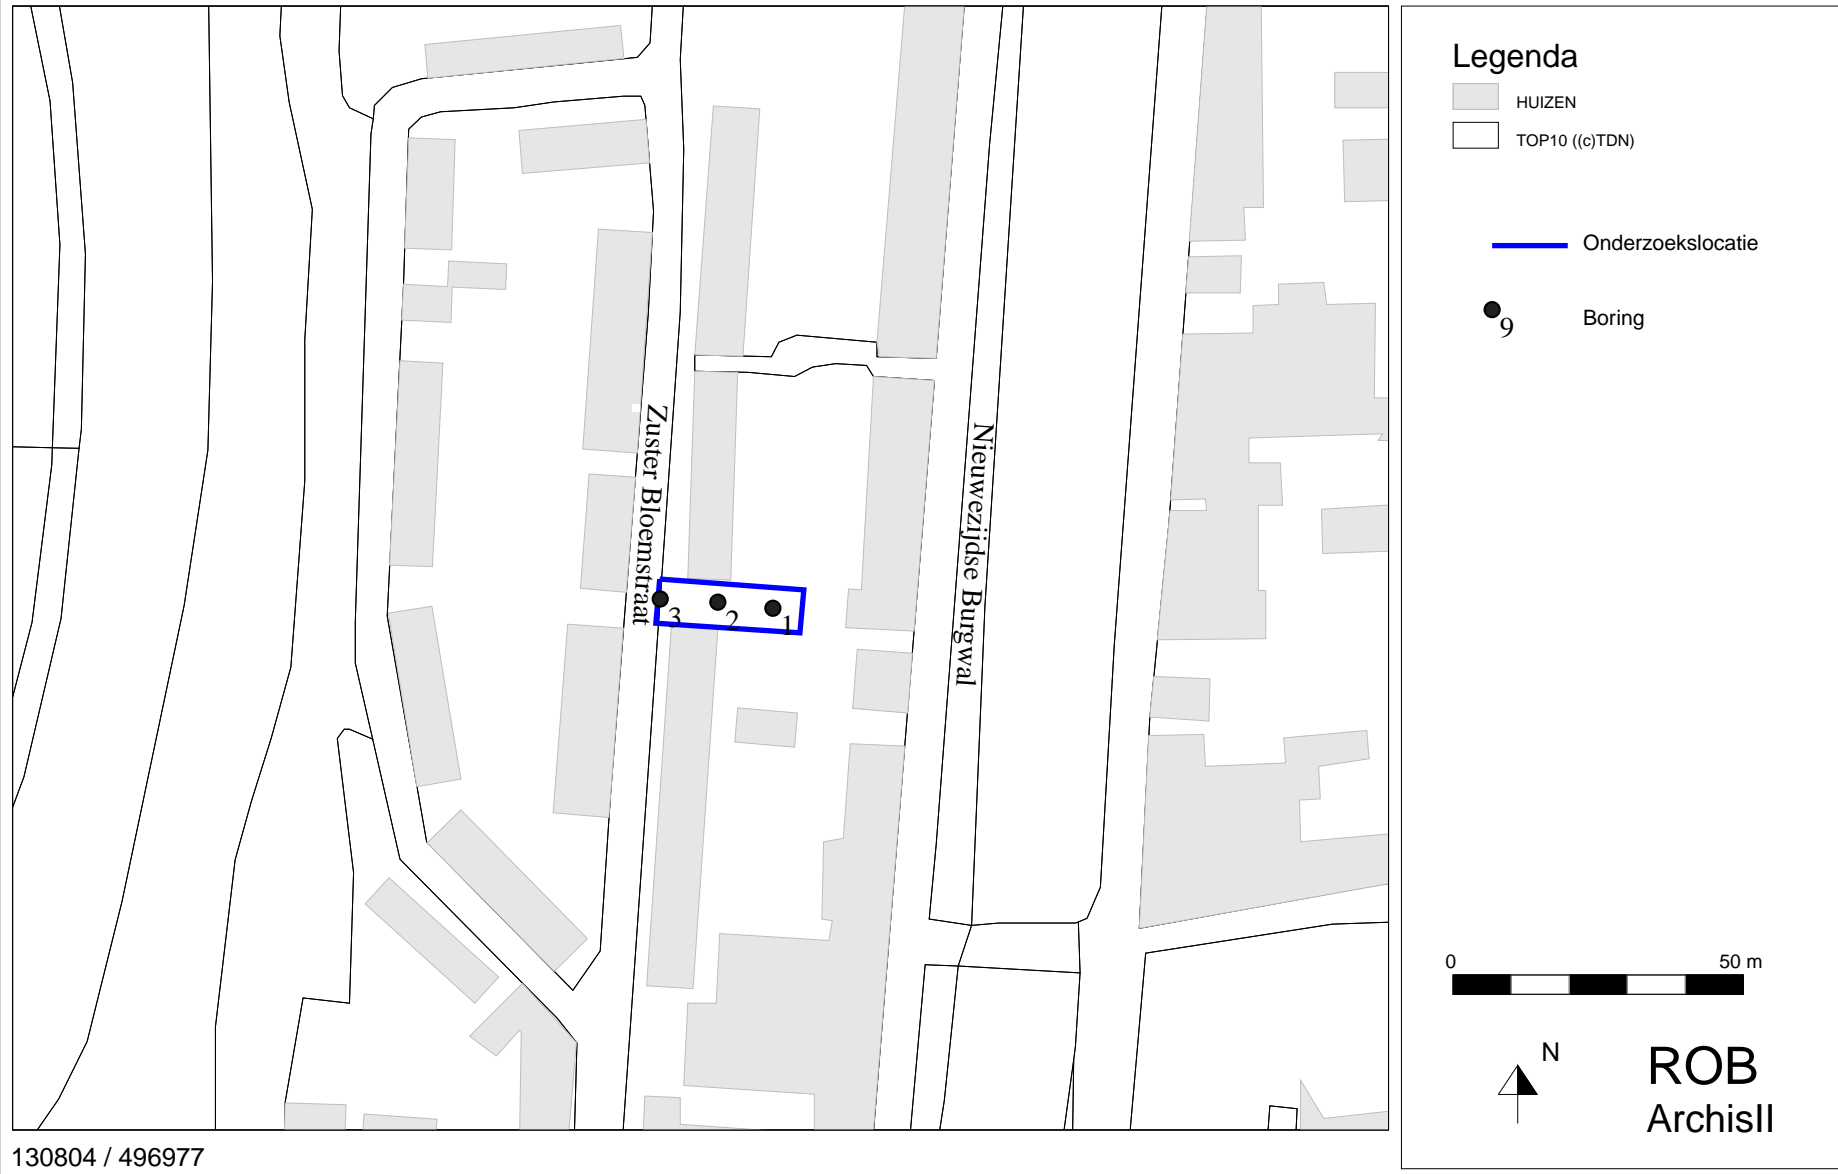 Legenda
HUIZEN
TOP10 ((c)TDN)
Onderzoekslocatie
9
Boring
Zuster Bloemstraat
Nieuwezijdse Burgwal
3
2
1
0
50 m
N
ROB
ArchisII
130804 / 496977